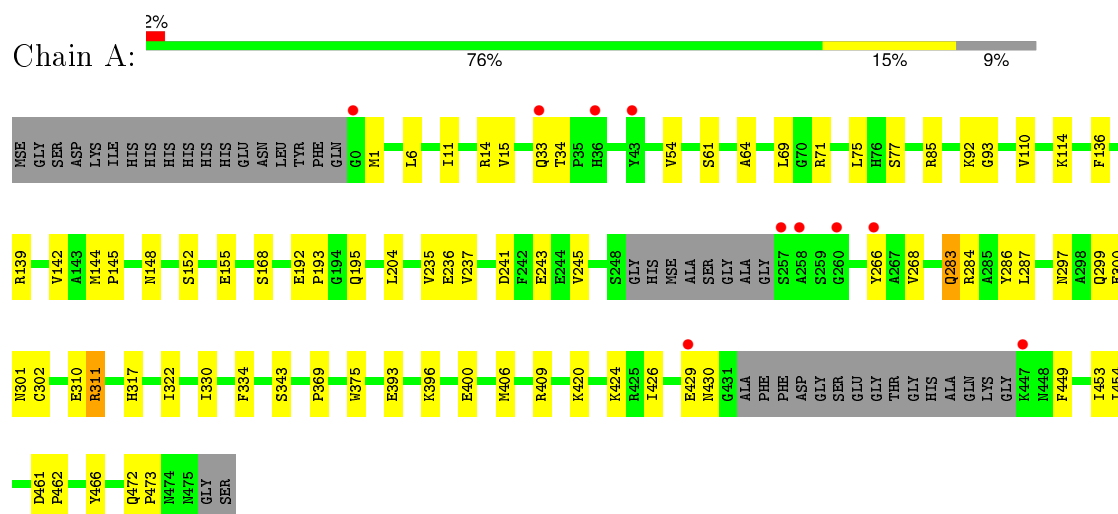 2%
Chain A:
76% 15% 9%
MSE GLY SER ASP LYS ILE HIS HIS HIS HIS HIS HIS GLU ASN LEU TYR PHE GLN G0 M1 L6 I11 R14 V15 Q33 T34 P35 H36 Y43 V54 S61 A64 L69 G70 R71 L75 H76 S77 R85 K92 G93 V110 K114 F136
R139 V142 A143 M144 P145 N148 S152 E155 S168 E192 P193 G194 Q195 L204 V235 E236 V237 D241 F242 E243 E244 V245 S248 GLY HIS MSE ALA SER GLY ALA GLY S257 A258 S259 G260 Y266 A267 V268 Q283 R284 A285 Y286 L287 N297 A298 Q299
N301 C302 E310 R311 H317 I322 I330 F334 S343 P369 W375 E393 K396 E400 M406 R409 K420 K424 R425 I426 E429 N430 G431 ALA PHE PHE ASP GLY SER GLU GLY THR GLY HIS ALA GLN LYS GLY K447 N448 F449 I453
D461 P462 Y466 Q472 P473 N474 N475 GLY SER